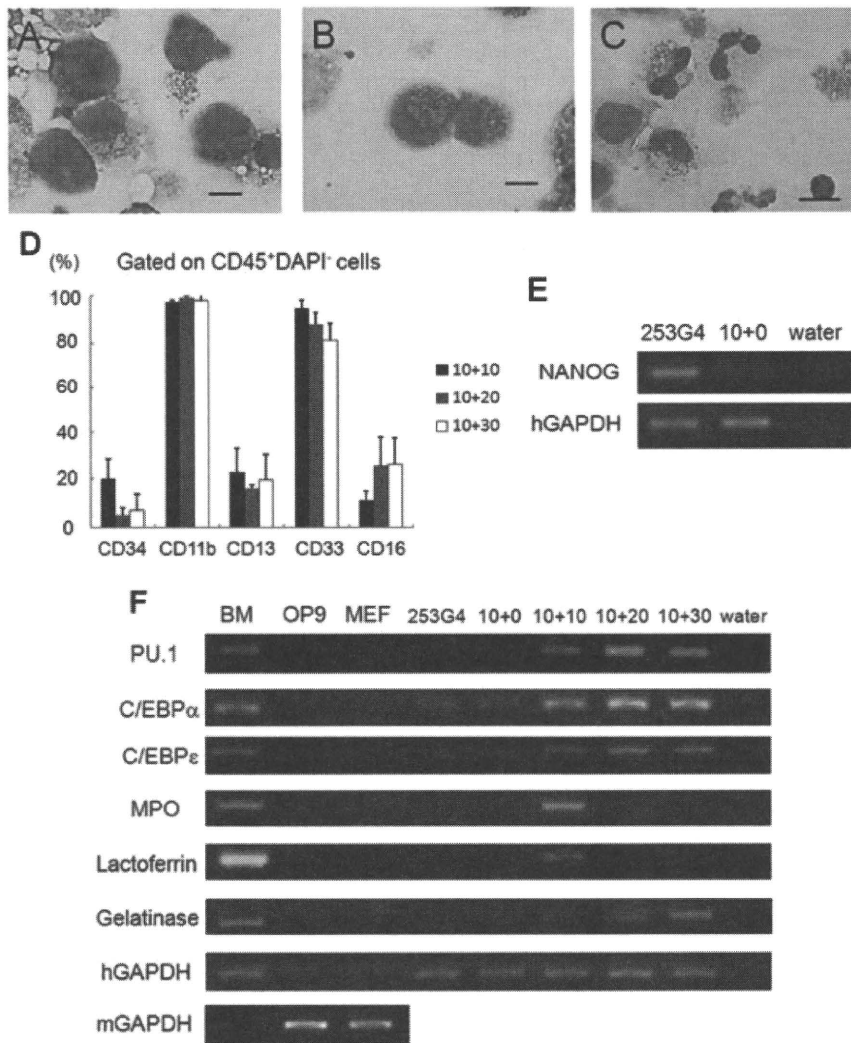 A B C
D (%) Gated on CD45⁺DAPI⁻ cells
100
80
60
40
20
0
CD34 CD11b CD13 CD33 CD16
10+10
10+20
10+30
E
253G4 10+0 water
NANOG
hGAPDH
F
BM OP9 MEF 253G4 10+0 10+10 10+20 10+30 water
PU.1
C/EBPα
C/EBPε
MPO
Lactoferrin
Gelatinase
hGAPDH
mGAPDH